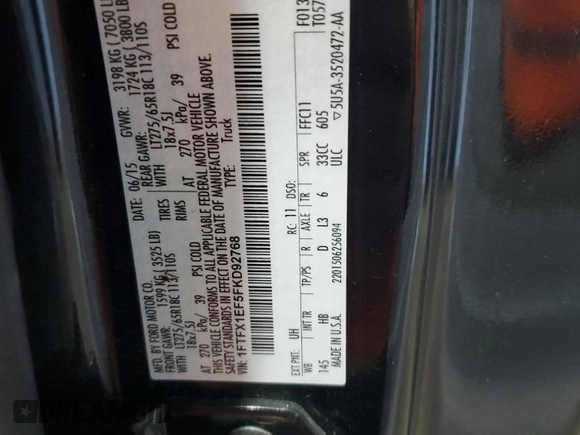 MFD. BY FORD MOTOR CO.
DATE: 06/15 GVWR: 3198 KG ( 7050 LB
1599 KG ( 3525 LB) REAR GAWR: 1724 KG ( 3800 LB
LT275/65R18C 113/110S WITH LT275/65R18C 113/110S
18x7.5J TIRES RIMS 18x7.5J
AT 270 kPa/ 39 PSI COLD AT 270 kPa/ 39 PSI COLD
THIS VEHICLE CONFORMS TO ALL APPLICABLE FEDERAL MOTOR VEHICLE
SAFETY STANDARDS IN EFFECT ON THE DATE OF MANUFACTURE SHOWN ABOVE.
VIN: 1FTFX1EF5FKD92768
TYPE: Truck
F013
T057
EXT PNT: UH RC: 11 DSO: FFC11
WB INT TR TP/PS R AXLE TR SPR
145 HB D L3 6 33CC 605
ULC
MADE IN U.S.A. 2201506256094
▽5U5A-3520472-AA